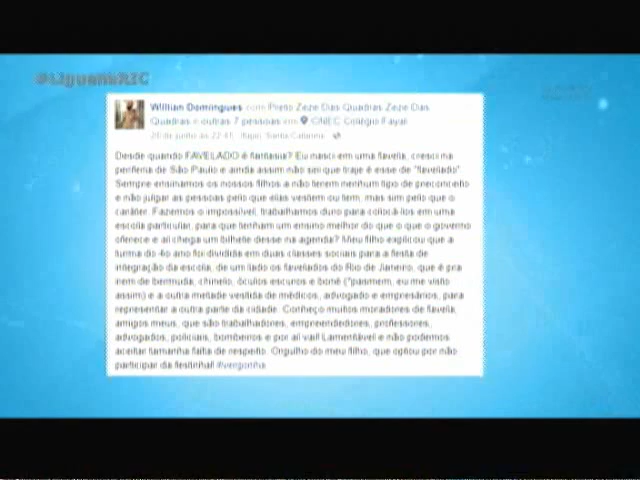 #LiguenaRIC
Willian Domingues com Preto Zeze Das Quadras Zeze Das
Quadras e outras 7 pessoas em CNEC Colégio Fayal
26 de junho às 22:46 · Itajaí, Santa Catarina
Desde quando FAVELADO é fantasia? Eu nasci em uma favela, cresci na
periferia de São Paulo e ainda assim não sei que traje é esse de "favelado".
Sempre ensinamos os nossos filhos a não terem nenhum tipo de preconceito
e não julgar as pessoas pelo que elas vestem ou tem, mas sim pelo que o
caráter. Fazemos o impossível, trabalhamos duro para colocá-los em uma
escola particular, para que tenham um ensino melhor do que o que o governo
oferece e aí chega um bilhete desse na agenda? Meu filho explicou que a
turma do 4o ano foi dividida em duas classes sociais para a festa de
integração da escola, de um lado os favelados do Rio de Janeiro, que é pra
irem de bermuda, chinelo, óculos escuros e boné (*pasmem, eu me visto
assim) e a outra metade vestida de médicos, advogado e empresários, para
representar a outra parte da cidade. Conheço muitos moradores de favela,
amigos meus, que são trabalhadores, empreendedores, professores,
advogados, policiais, bombeiros e por aí vai! Lamentável e não podemos
aceitar tamanha falta de respeito. Orgulho do meu filho, que optou por não
participar da festinha! #vergonha